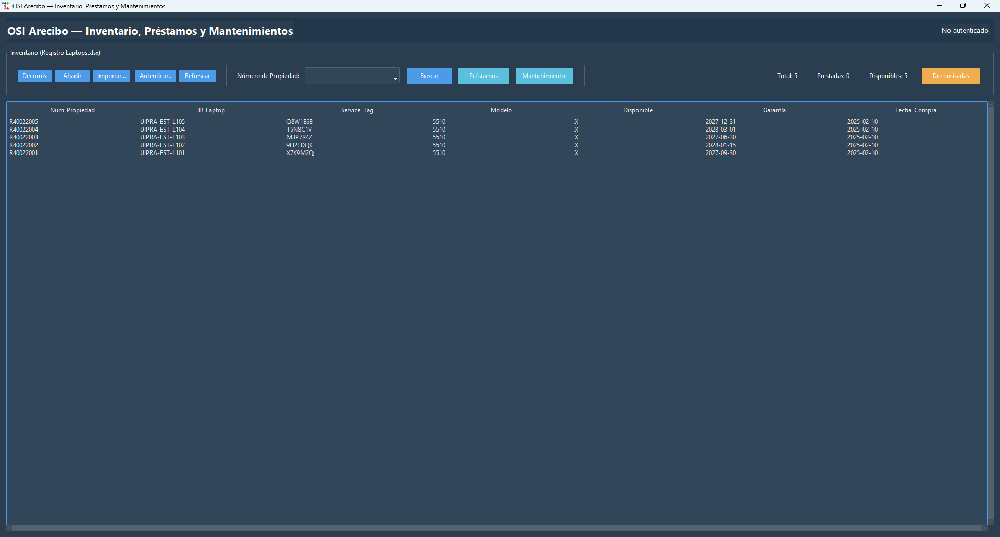 OSI Arecibo — Inventario, Préstamos y Mantenimientos
OSI Arecibo — Inventario, Préstamos y Mantenimientos No autenticado
Inventario (Registro Laptops.xlsx)
Decomisa Añadir Importar... Autenticar.. Refrescar Número de Propiedad: Buscar Préstamos Mantenimientos Total: 5 Prestadas: 0 Disponibles: 5 Decomisadas
Num_Propiedad ID_Laptop Service_Tag Modelo Disponible Garantía Fecha_Compra
R40022005 UIPRA-EST-L105 Q8W1E6B 5510 X 2027-12-31 2025-02-10
R40022004 UIPRA-EST-L104 T5N8C1V 5510 X 2028-03-01 2025-02-10
R40022003 UIPRA-EST-L103 M3P7R4Z 5510 X 2027-06-30 2025-02-10
R40022002 UIPRA-EST-L102 9H2LDQK 5510 X 2028-01-15 2025-02-10
R40022001 UIPRA-EST-L101 X7K9M2Q 5510 X 2027-09-30 2025-02-10